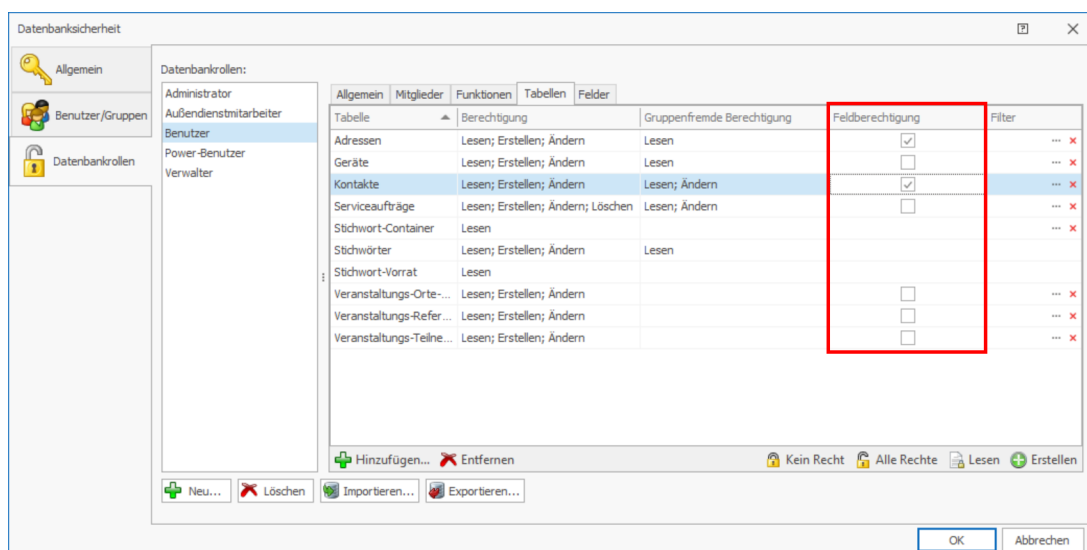 Datenbanksicherheit
Allgemein
Benutzer/Gruppen
Datenbankrollen
Datenbankrollen:
Administrator
Außendienstmitarbeiter
Benutzer
Power-Benutzer
Verwalter
Allgemein Mitglieder Funktionen Tabellen Felder
Tabelle Berechtigung Gruppenfremde Berechtigung Feldberechtigung Filter
Adressen Lesen; Erstellen; Ändern Lesen
Geräte Lesen; Erstellen; Ändern
Kontakte Lesen; Erstellen; Ändern Lesen; Ändern
Serviceaufträge Lesen; Erstellen; Ändern; Löschen Lesen; Ändern
Stichwort-Container Lesen
Stichwörter Lesen; Erstellen; Ändern Lesen
Stichwort-Vorrat Lesen
Veranstaltungs-Orte-... Lesen; Erstellen; Ändern
Veranstaltungs-Refer... Lesen; Erstellen; Ändern
Veranstaltungs-Teilne... Lesen; Erstellen; Ändern
Hinzufügen... Entfernen Kein Recht Alle Rechte Lesen Erstellen
Neu... Löschen Importieren... Exportieren...
OK Abbrechen